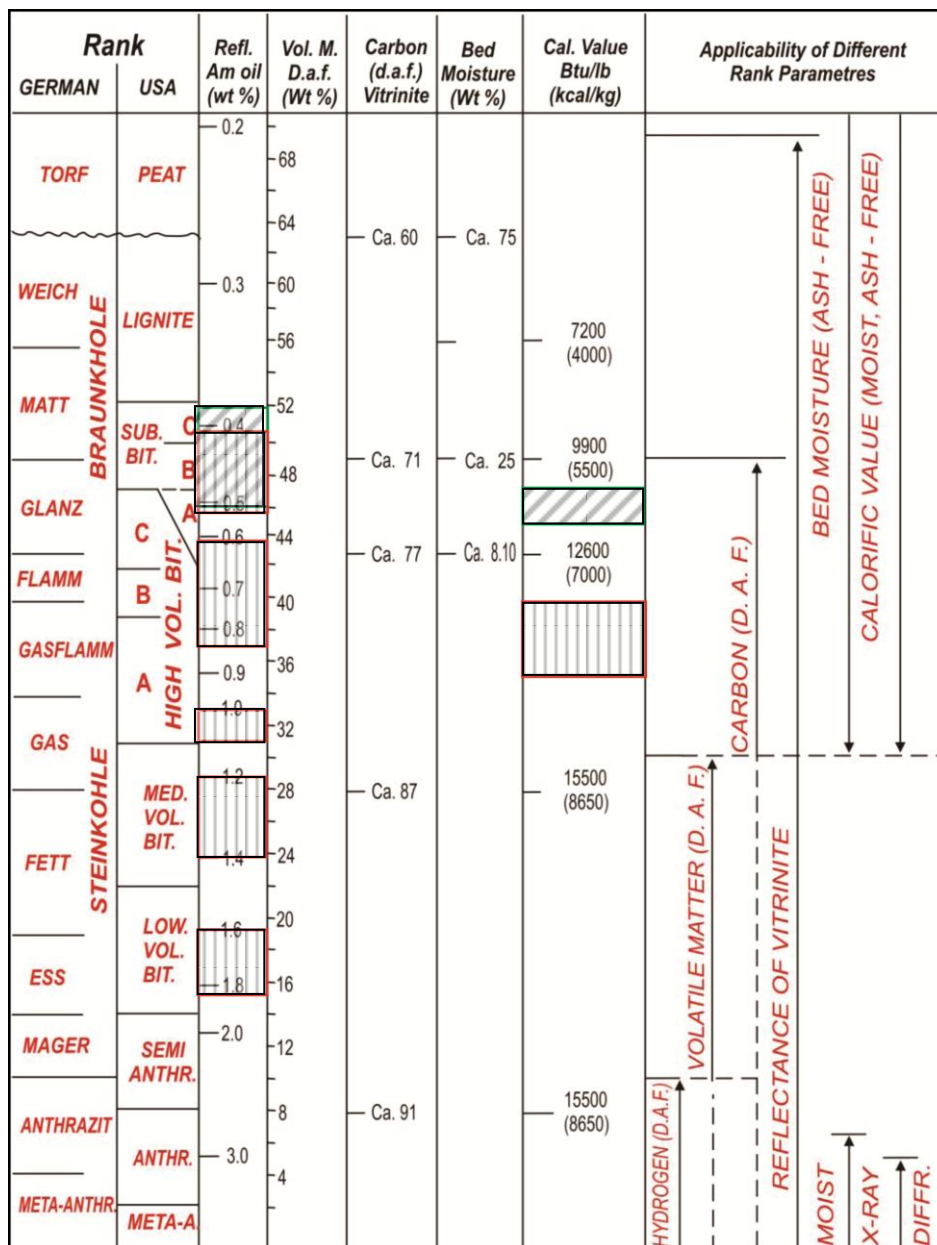 Rank
GERMAN
USA
Refl.
Am oil
(wt %)
Vol. M.
D.a.f.
(Wt %)
Carbon
(d.a.f.)
Vitrinite
Bed
Moisture
(Wt %)
Cal. Value
Btu/lb
(kcal/kg)
Applicability of Different
Rank Parametres
TORF
WEICH
MATT
GLANZ
FLAMM
GASFLAMM
GAS
FETT
ESS
MAGER
ANTHRAZIT
META-ANTHR.
BRAUNKHOLE
STEINKOHLE
PEAT
LIGNITE
SUB.
BIT.
C
B
A
C
B
A
HIGH VOL. BIT.
MED.
VOL.
BIT.
LOW.
VOL.
BIT.
SEMI
ANTHR.
ANTHR.
META-A.
0.2
0.3
0.4
0.5
0.6
0.7
0.8
0.9
1.0
1.2
1.4
1.6
1.8
2.0
3.0
68
64
60
56
52
48
44
40
36
32
28
24
20
16
12
8
4
Ca. 60
Ca. 71
Ca. 77
Ca. 87
Ca. 91
Ca. 75
Ca. 25
Ca. 8.10
7200
(4000)
9900
(5500)
12600
(7000)
15500
(8650)
15500
(8650)
HYDROGEN (D.A.F.)
VOLATILE MATTER (D. A. F.)
CARBON (D. A. F.)
REFLECTANCE OF VITRINITE
BED MOISTURE (ASH - FREE)
CALORIFIC VALUE (MOIST, ASH - FREE)
MOIST
X-RAY
DIFFR.